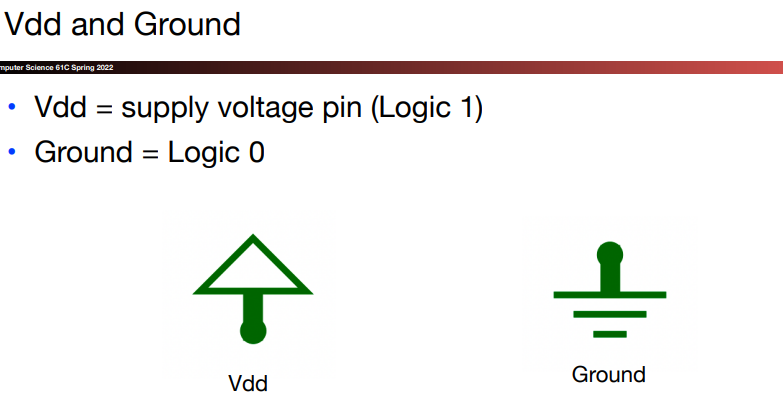 Vdd and Ground
mputer Science 61C Spring 2022
• Vdd = supply voltage pin (Logic 1)
• Ground = Logic 0
Vdd
Ground